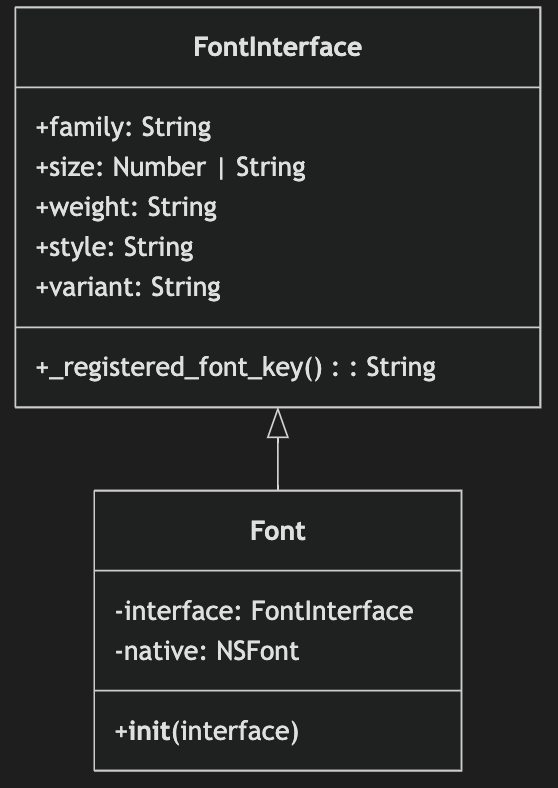 FontInterface
+family: String
+size: Number | String
+weight: String
+style: String
+variant: String
+_registered_font_key() : : String
Font
-interface: FontInterface
-native: NSFont
+init(interface)